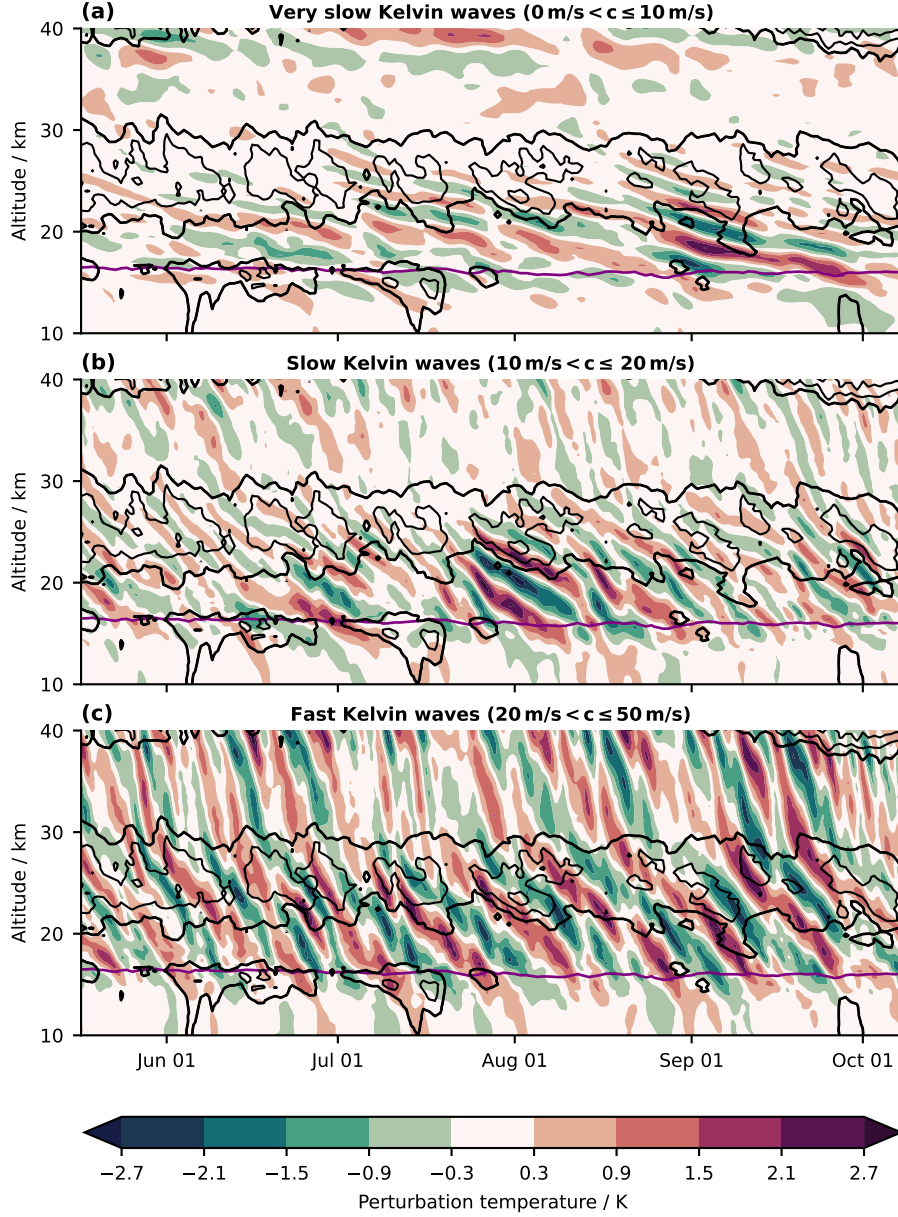 (a)
Very slow Kelvin waves (0 m/s < c ≤ 10 m/s)
40
30
20
10
Altitude / km
(b)
Slow Kelvin waves (10 m/s < c ≤ 20 m/s)
40
30
20
10
Altitude / km
(c)
Fast Kelvin waves (20 m/s < c ≤ 50 m/s)
40
30
20
10
Altitude / km
Jun 01 Jul 01 Aug 01 Sep 01 Oct 01
−2.7 −2.1 −1.5 −0.9 −0.3 0.3 0.9 1.5 2.1 2.7
Perturbation temperature / K